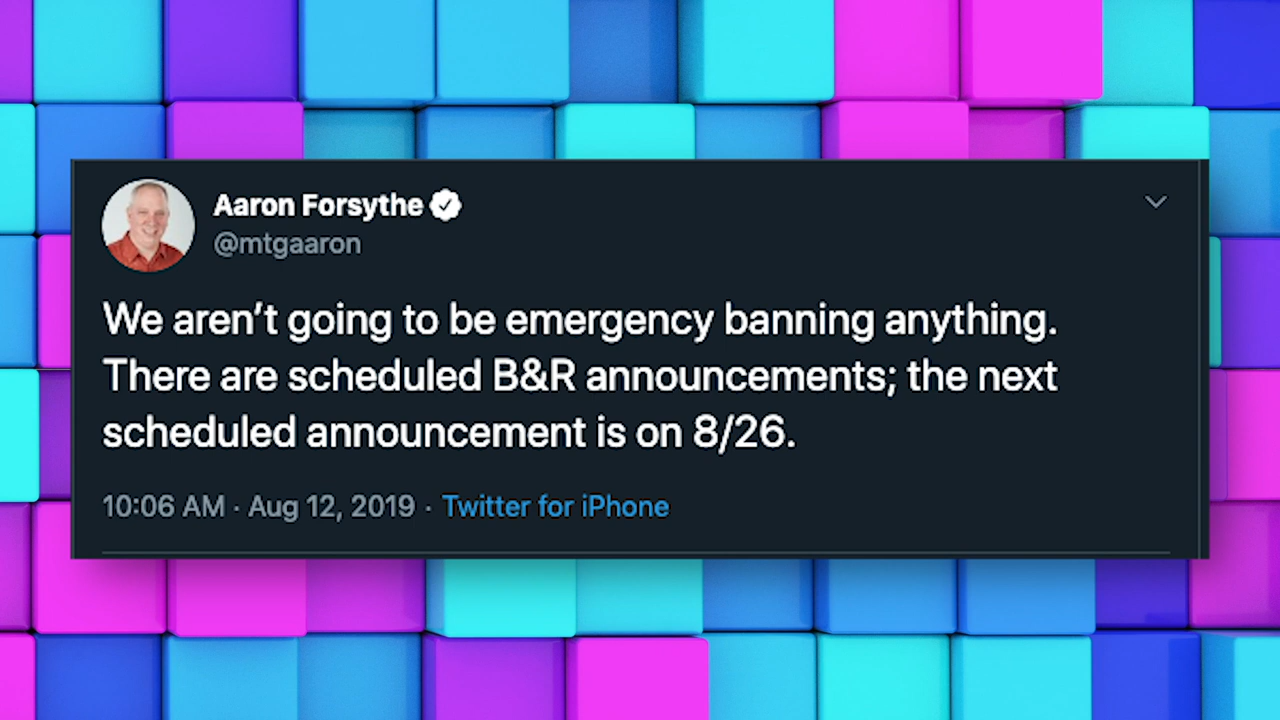 Aaron Forsythe
@mtgaaron
We aren’t going to be emergency banning anything.
There are scheduled B&R announcements; the next
scheduled announcement is on 8/26.
10:06 AM · Aug 12, 2019 · Twitter for iPhone